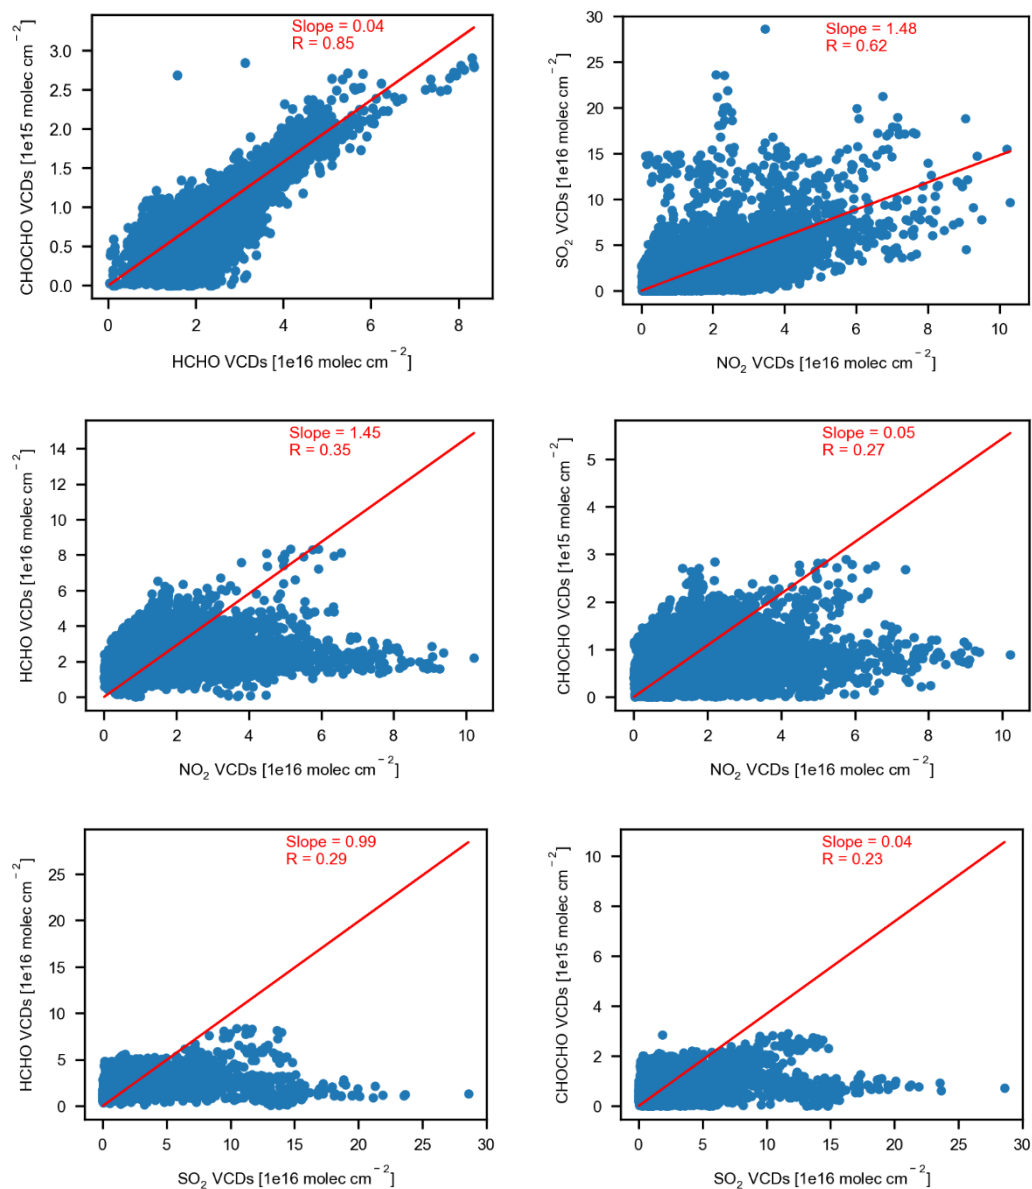 Slope = 0.04
R = 0.85
CHOCHO VCDs [1e15 molec cm⁻²]
3.0
2.5
2.0
1.5
1.0
0.5
0.0
0 2 4 6 8
HCHO VCDs [1e16 molec cm⁻²]
Slope = 1.48
R = 0.62
SO₂ VCDs [1e16 molec cm⁻²]
30
25
20
15
10
5
0
0 2 4 6 8 10
NO₂ VCDs [1e16 molec cm⁻²]
Slope = 1.45
R = 0.35
HCHO VCDs [1e16 molec cm⁻²]
14
12
10
8
6
4
2
0
0 2 4 6 8 10
NO₂ VCDs [1e16 molec cm⁻²]
Slope = 0.05
R = 0.27
CHOCHO VCDs [1e15 molec cm⁻²]
5
4
3
2
1
0
0 2 4 6 8 10
NO₂ VCDs [1e16 molec cm⁻²]
Slope = 0.99
R = 0.29
HCHO VCDs [1e16 molec cm⁻²]
25
20
15
10
5
0
0 5 10 15 20 25 30
SO₂ VCDs [1e16 molec cm⁻²]
Slope = 0.04
R = 0.23
CHOCHO VCDs [1e15 molec cm⁻²]
10
8
6
4
2
0
0 5 10 15 20 25 30
SO₂ VCDs [1e16 molec cm⁻²]